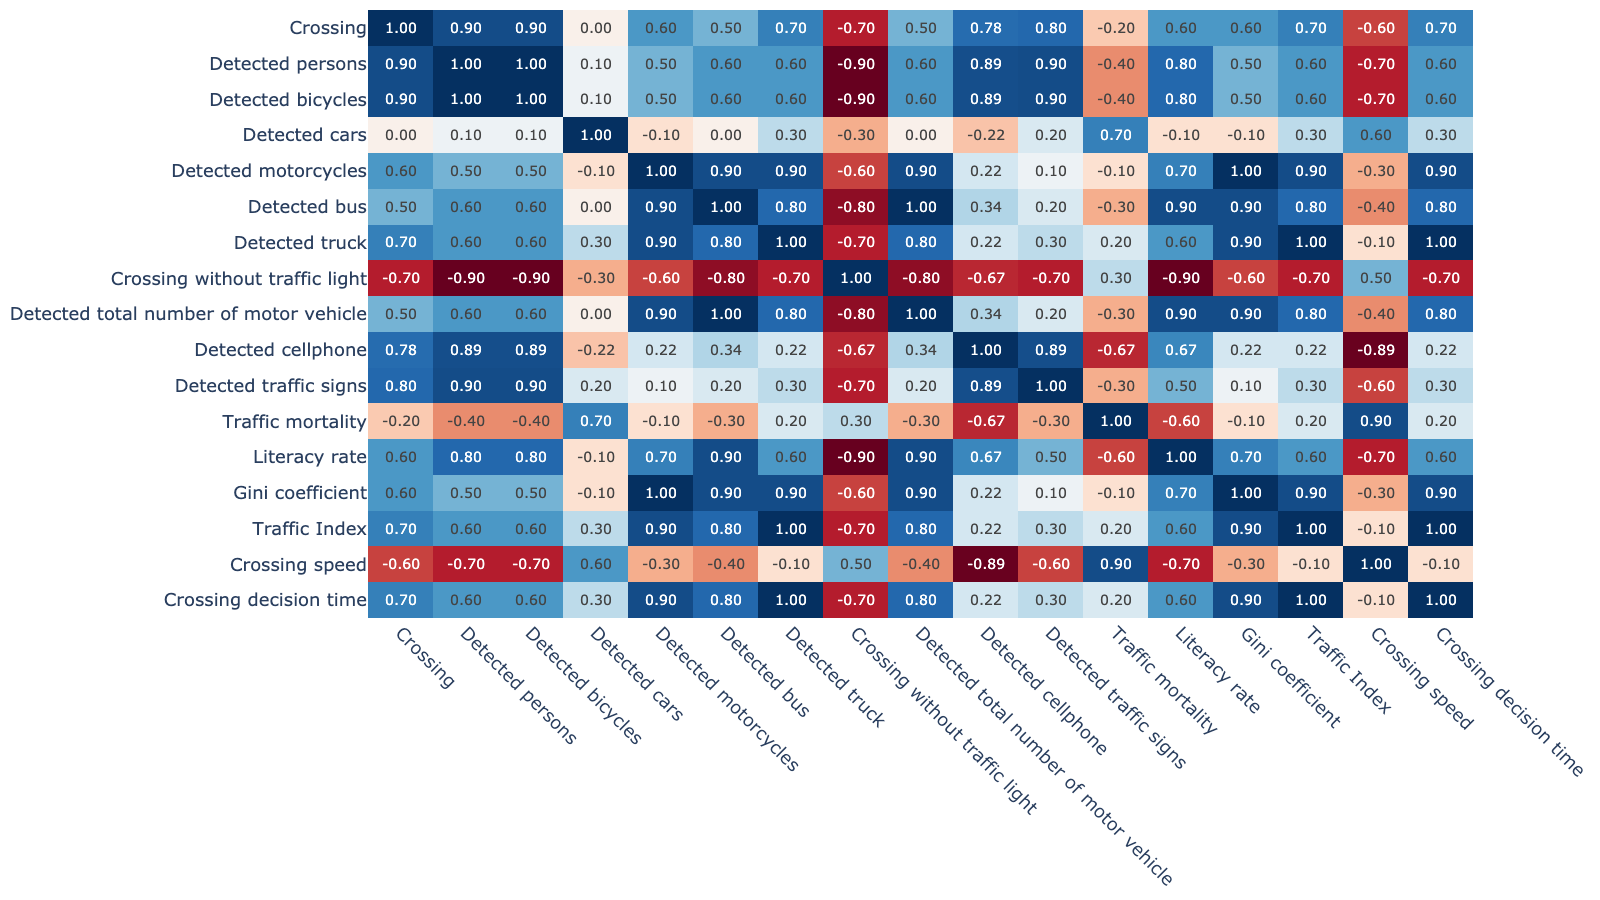 Crossing 1.00 0.90 0.90 0.00 0.60 0.50 0.70 -0.70 0.50 0.78 0.80 -0.20 0.60 0.60 0.70 -0.60 0.70
Detected persons 0.90 1.00 1.00 0.10 0.50 0.60 0.60 -0.90 0.60 0.89 0.90 -0.40 0.80 0.50 0.60 -0.70 0.60
Detected bicycles 0.90 1.00 1.00 0.10 0.50 0.60 0.60 -0.90 0.60 0.89 0.90 -0.40 0.80 0.50 0.60 -0.70 0.60
Detected cars 0.00 0.10 0.10 1.00 -0.10 0.00 0.30 -0.30 0.00 -0.22 0.20 0.70 -0.10 -0.10 0.30 0.60 0.30
Detected motorcycles 0.60 0.50 0.50 -0.10 1.00 0.90 0.90 -0.60 0.90 0.22 0.10 -0.10 0.70 1.00 0.90 -0.30 0.90
Detected bus 0.50 0.60 0.60 0.00 0.90 1.00 0.80 -0.80 1.00 0.34 0.20 -0.30 0.90 0.90 0.80 -0.40 0.80
Detected truck 0.70 0.60 0.60 0.30 0.90 0.80 1.00 -0.70 0.80 0.22 0.30 0.20 0.60 0.90 1.00 -0.10 1.00
Crossing without traffic light -0.70 -0.90 -0.90 -0.30 -0.60 -0.80 -0.70 1.00 -0.80 -0.67 -0.70 0.30 -0.90 -0.60 -0.70 0.50 -0.70
Detected total number of motor vehicle 0.50 0.60 0.60 0.00 0.90 1.00 0.80 -0.80 1.00 0.34 0.20 -0.30 0.90 0.90 0.80 -0.40 0.80
Detected cellphone 0.78 0.89 0.89 -0.22 0.22 0.34 0.22 -0.67 0.34 1.00 0.89 -0.67 0.67 0.22 0.22 -0.89 0.22
Detected traffic signs 0.80 0.90 0.90 0.20 0.10 0.20 0.30 -0.70 0.20 0.89 1.00 -0.30 0.50 0.10 0.30 -0.60 0.30
Traffic mortality -0.20 -0.40 -0.40 0.70 -0.10 -0.30 0.20 0.30 -0.30 -0.67 -0.30 1.00 -0.60 -0.10 0.20 0.90 0.20
Literacy rate 0.60 0.80 0.80 -0.10 0.70 0.90 0.60 -0.90 0.90 0.67 0.50 -0.60 1.00 0.70 0.60 -0.70 0.60
Gini coefficient 0.60 0.50 0.50 -0.10 1.00 0.90 0.90 -0.60 0.90 0.22 0.10 -0.10 0.70 1.00 0.90 -0.30 0.90
Traffic Index 0.70 0.60 0.60 0.30 0.90 0.80 1.00 -0.70 0.80 0.22 0.30 0.20 0.60 0.90 1.00 -0.10 1.00
Crossing speed -0.60 -0.70 -0.70 0.60 -0.30 -0.40 -0.10 0.50 -0.40 -0.89 -0.60 0.90 -0.70 -0.30 -0.10 1.00 -0.10
Crossing decision time 0.70 0.60 0.60 0.30 0.90 0.80 1.00 -0.70 0.80 0.22 0.30 0.20 0.60 0.90 1.00 -0.10 1.00
Crossing
Detected persons
Detected bicycles
Detected cars
Detected motorcycles
Detected bus
Detected truck
Crossing without traffic light
Detected total number of motor vehicle
Detected cellphone
Detected traffic signs
Traffic mortality
Literacy rate
Gini coefficient
Traffic Index
Crossing speed
Crossing decision time